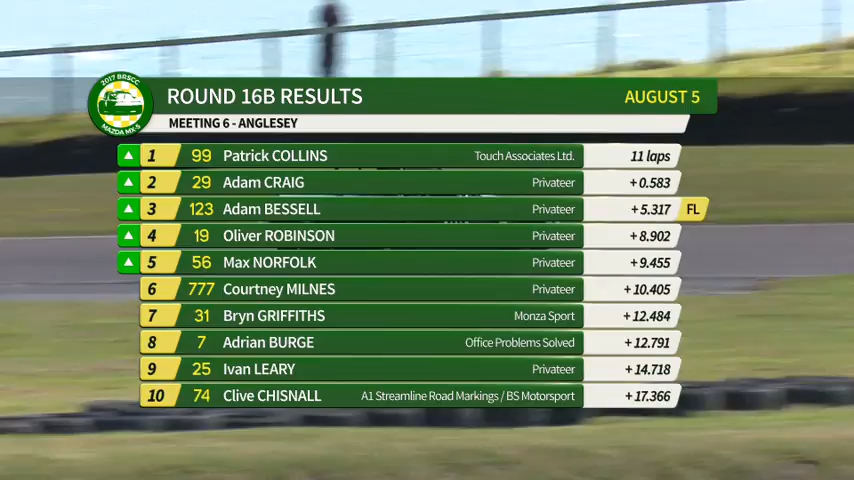 2017 BRSCC
MAZDA MX-5
ROUND 16B RESULTS AUGUST 5
MEETING 6 - ANGLESEY
1 99 Patrick COLLINS Touch Associates Ltd. 11 laps
2 29 Adam CRAIG Privateer + 0.583
3 123 Adam BESSELL Privateer + 5.317 FL
4 19 Oliver ROBINSON Privateer + 8.902
5 56 Max NORFOLK Privateer + 9.455
6 777 Courtney MILNES Privateer + 10.405
7 31 Bryn GRIFFITHS Monza Sport + 12.484
8 7 Adrian BURGE Office Problems Solved + 12.791
9 25 Ivan LEARY Privateer + 14.718
10 74 Clive CHISNALL A1 Streamline Road Markings / BS Motorsport + 17.366